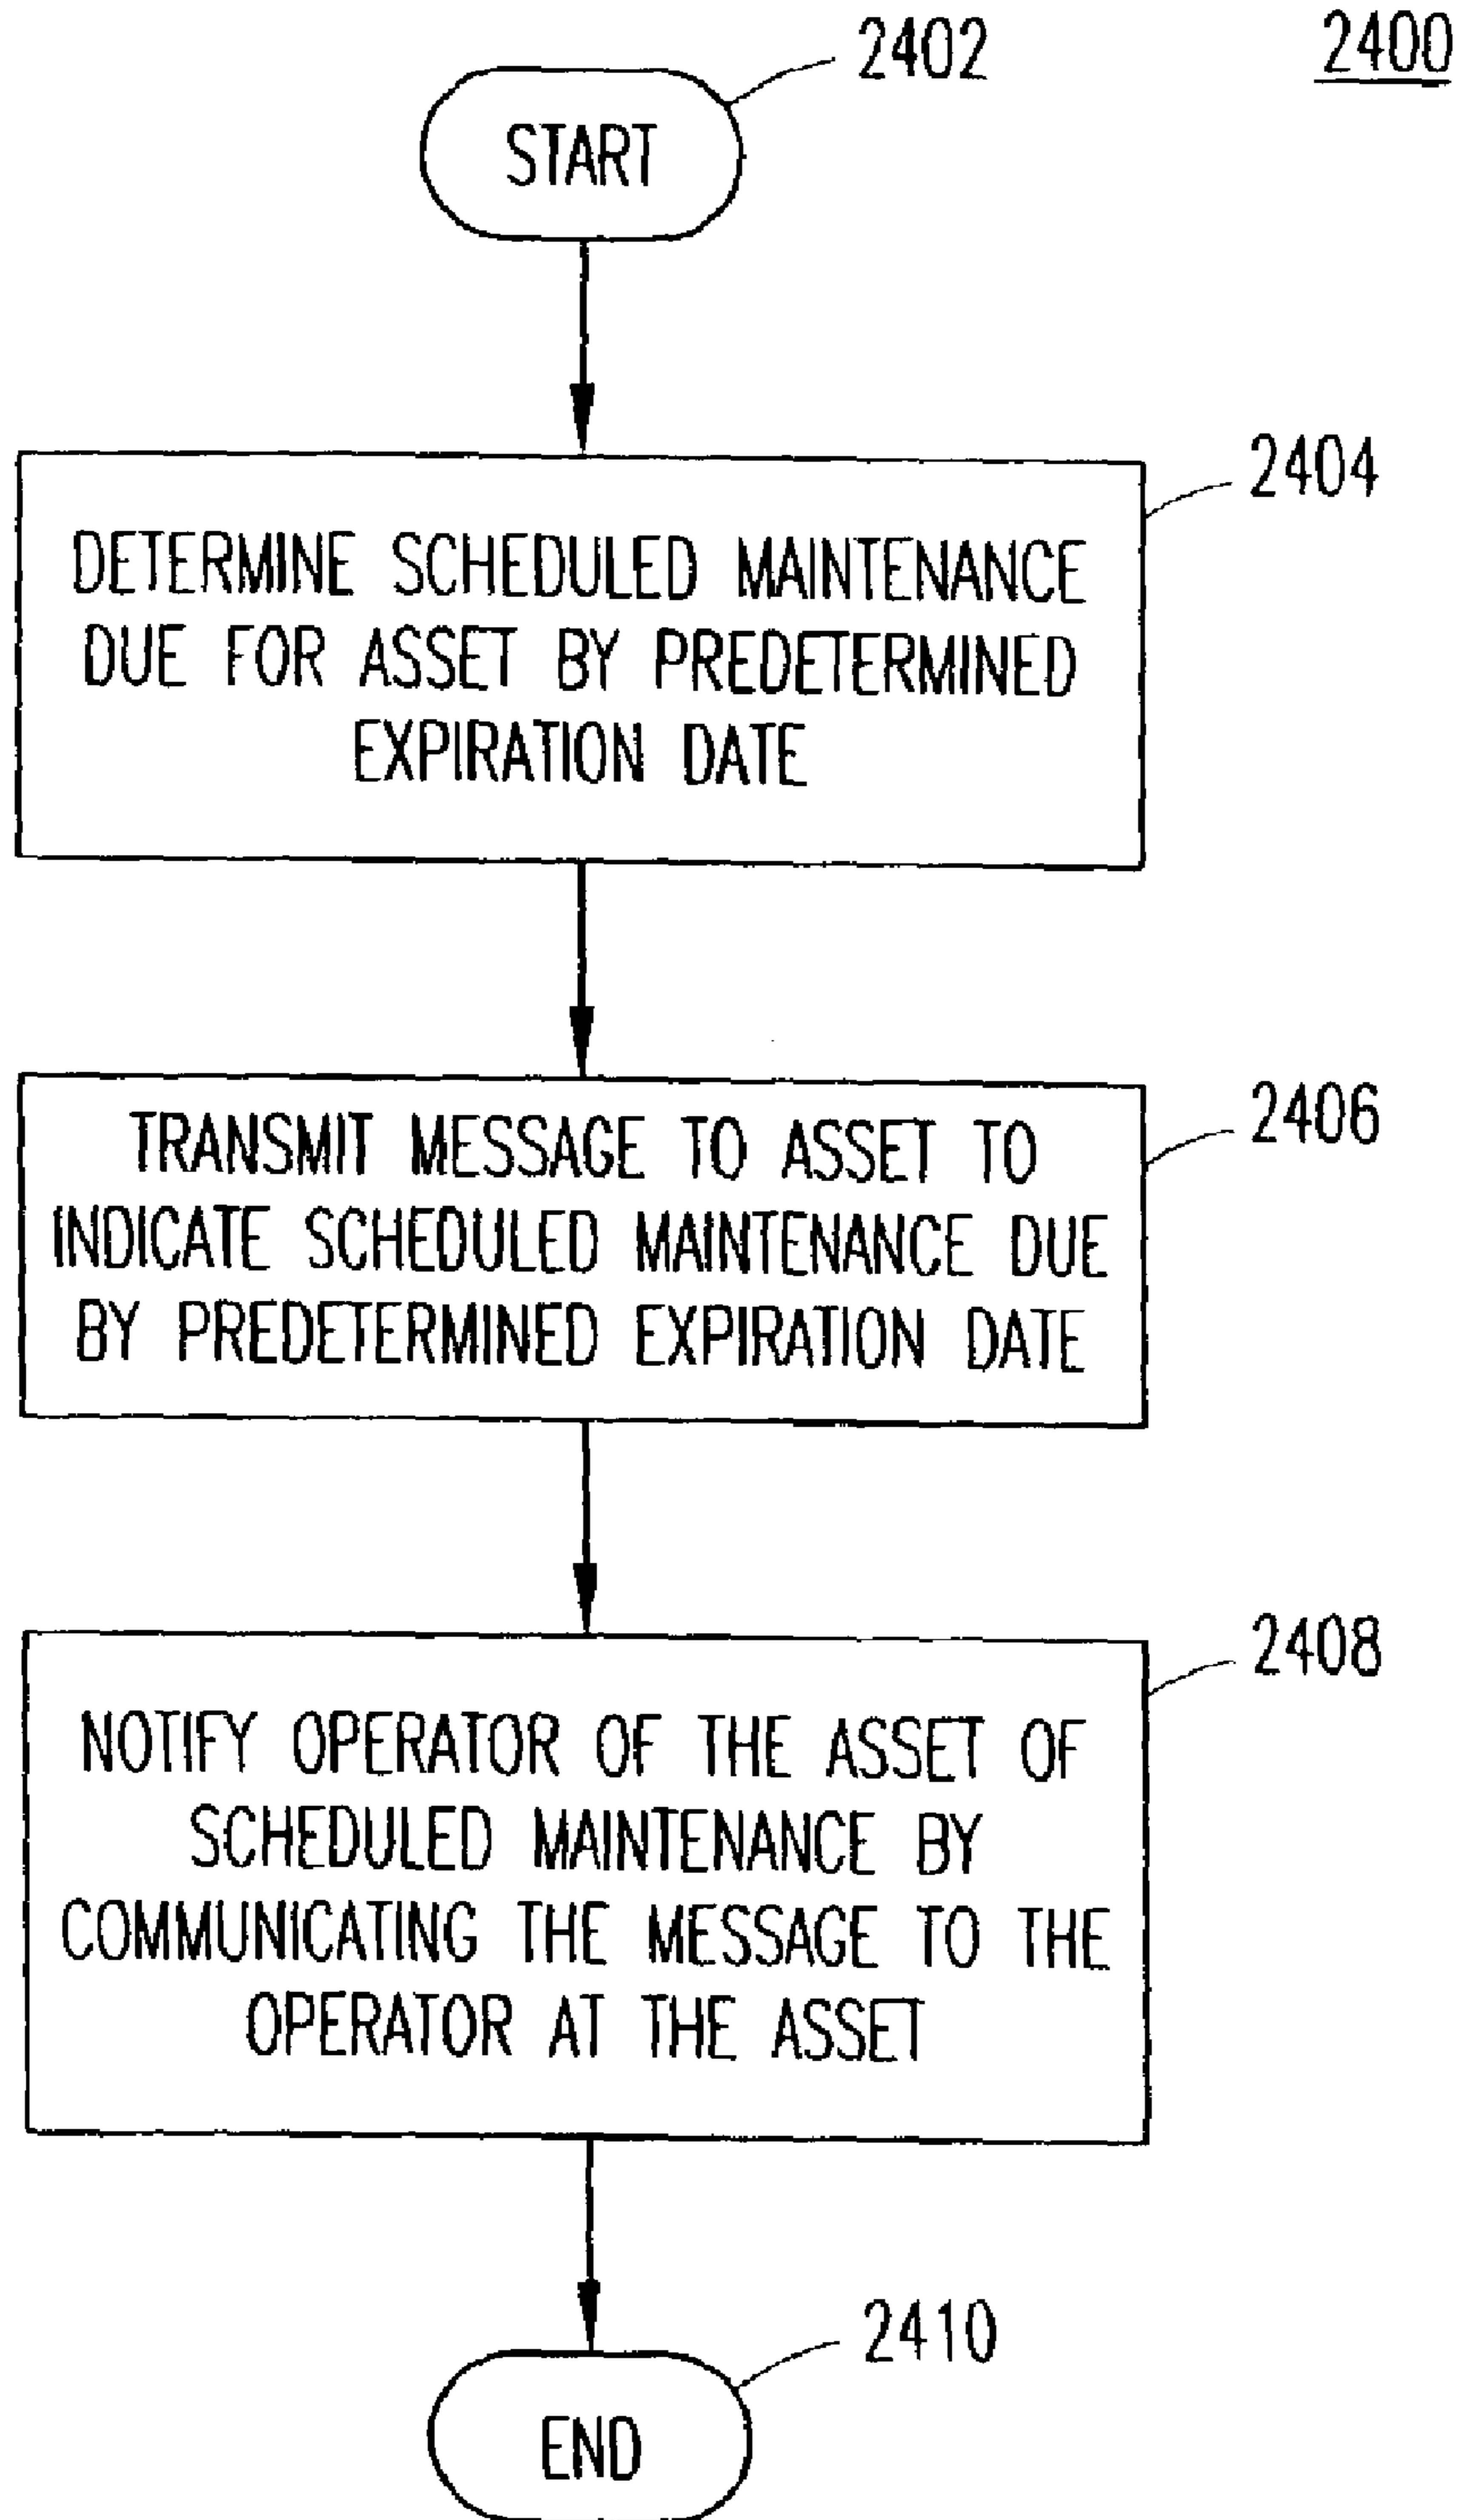 2400
2402
START
2404
DETERMINE SCHEDULED MAINTENANCE
DUE FOR ASSET BY PREDETERMINED
EXPIRATION DATE
2406
TRANSMIT MESSAGE TO ASSET TO
INDICATE SCHEDULED MAINTENANCE DUE
BY PREDETERMINED EXPIRATION DATE
2408
NOTIFY OPERATOR OF THE ASSET OF
SCHEDULED MAINTENANCE BY
COMMUNICATING THE MESSAGE TO THE
OPERATOR AT THE ASSET
2410
END